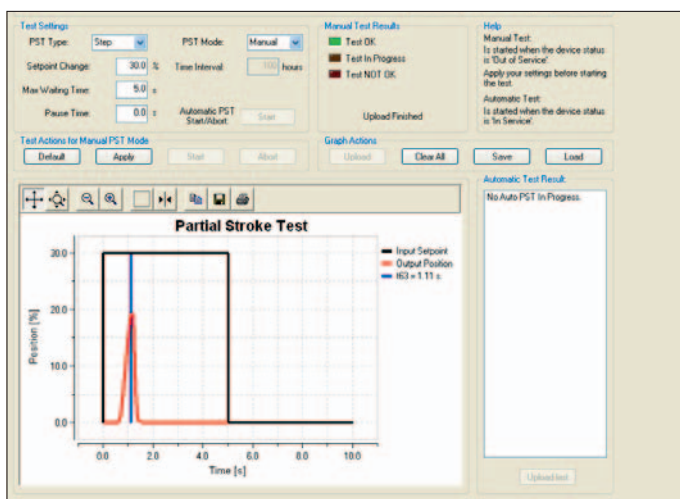 Test Settings
PST Type: Step
PST Mode: Manual
Setpoint Change: 30.0 %
Time Interval: hours
Max Waiting Time: 5.0 s
Pause Time: 0.0 s
Automatic PST
Start/Abort: Start
Manual Test Results
Test OK
Test In Progress
Test NOT OK
Upload Finished
Help
Manual Test:
Is started when the device status
is 'Out of Service'.
Apply your settings before starting
the test.
Automatic Test:
Is started when the device status
is 'In Service'.
Test Actions for Manual PST Mode
Default Apply Start Abort
Graph Actions
Upload Clear All Save Load
Automatic Test Result
No Auto PST In Progress.
Partial Stroke Test
Input Setpoint
Output Position
t63 = 1.11 s
Position [%]
30.0
20.0
10.0
0.0
0.0 2.0 4.0 6.0 8.0 10.0
Time [s]
Upload test